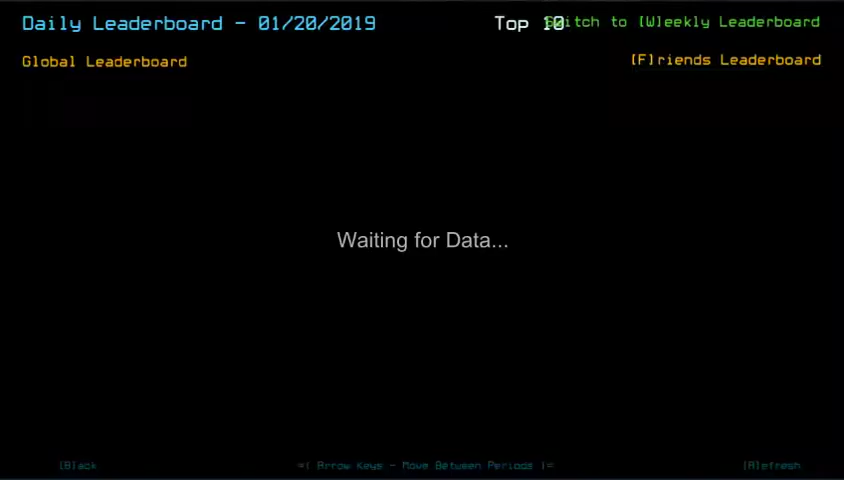 Daily Leaderboard - 01/20/2019
Top 10
Switch to [W]eekly Leaderboard
Global Leaderboard
[F]riends Leaderboard
Waiting for Data...
[B]ack
=[ Arrow Keys - Move Between Periods ]=
[R]efresh